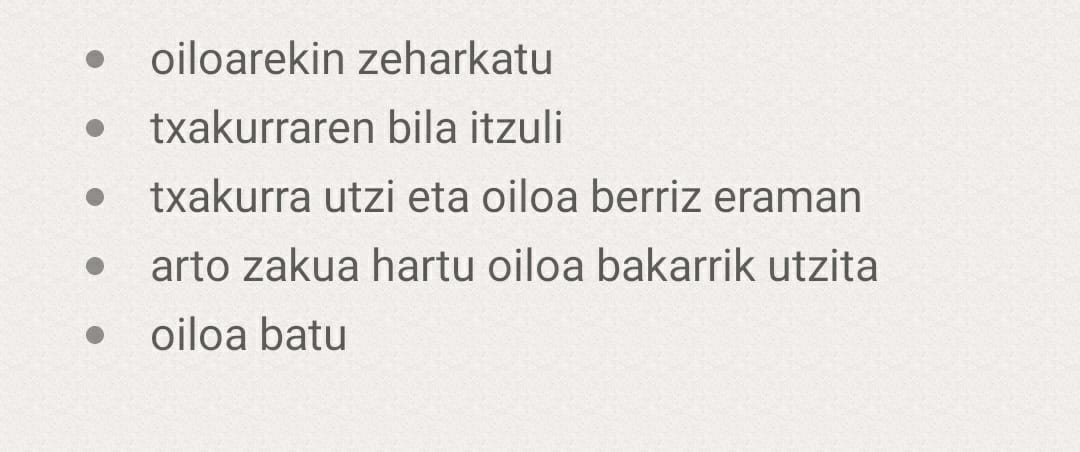 • oiloarekin zeharkatu
• txakurraren bila itzuli
• txakurra utzi eta oiloa berriz eraman
• arto zakua hartu oiloa bakarrik utzita
• oiloa batu